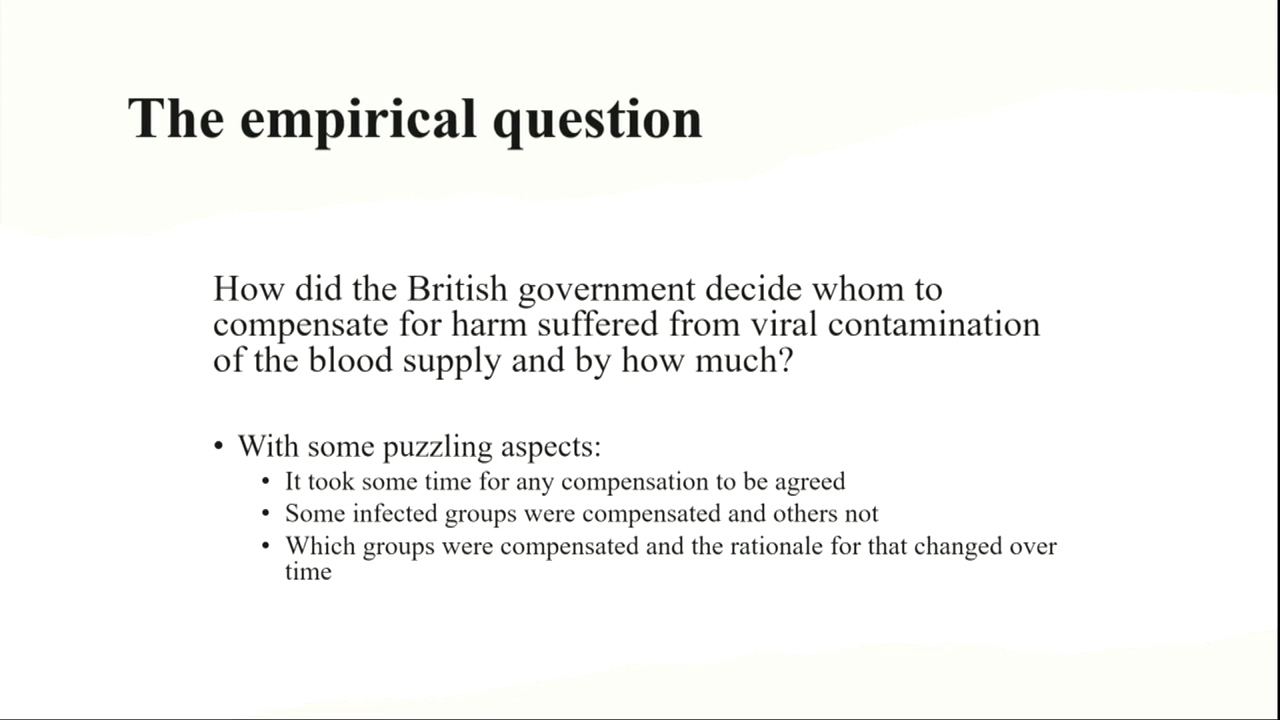 The empirical question
How did the British government decide whom to
compensate for harm suffered from viral contamination
of the blood supply and by how much?
• With some puzzling aspects:
• It took some time for any compensation to be agreed
• Some infected groups were compensated and others not
• Which groups were compensated and the rationale for that changed over
time